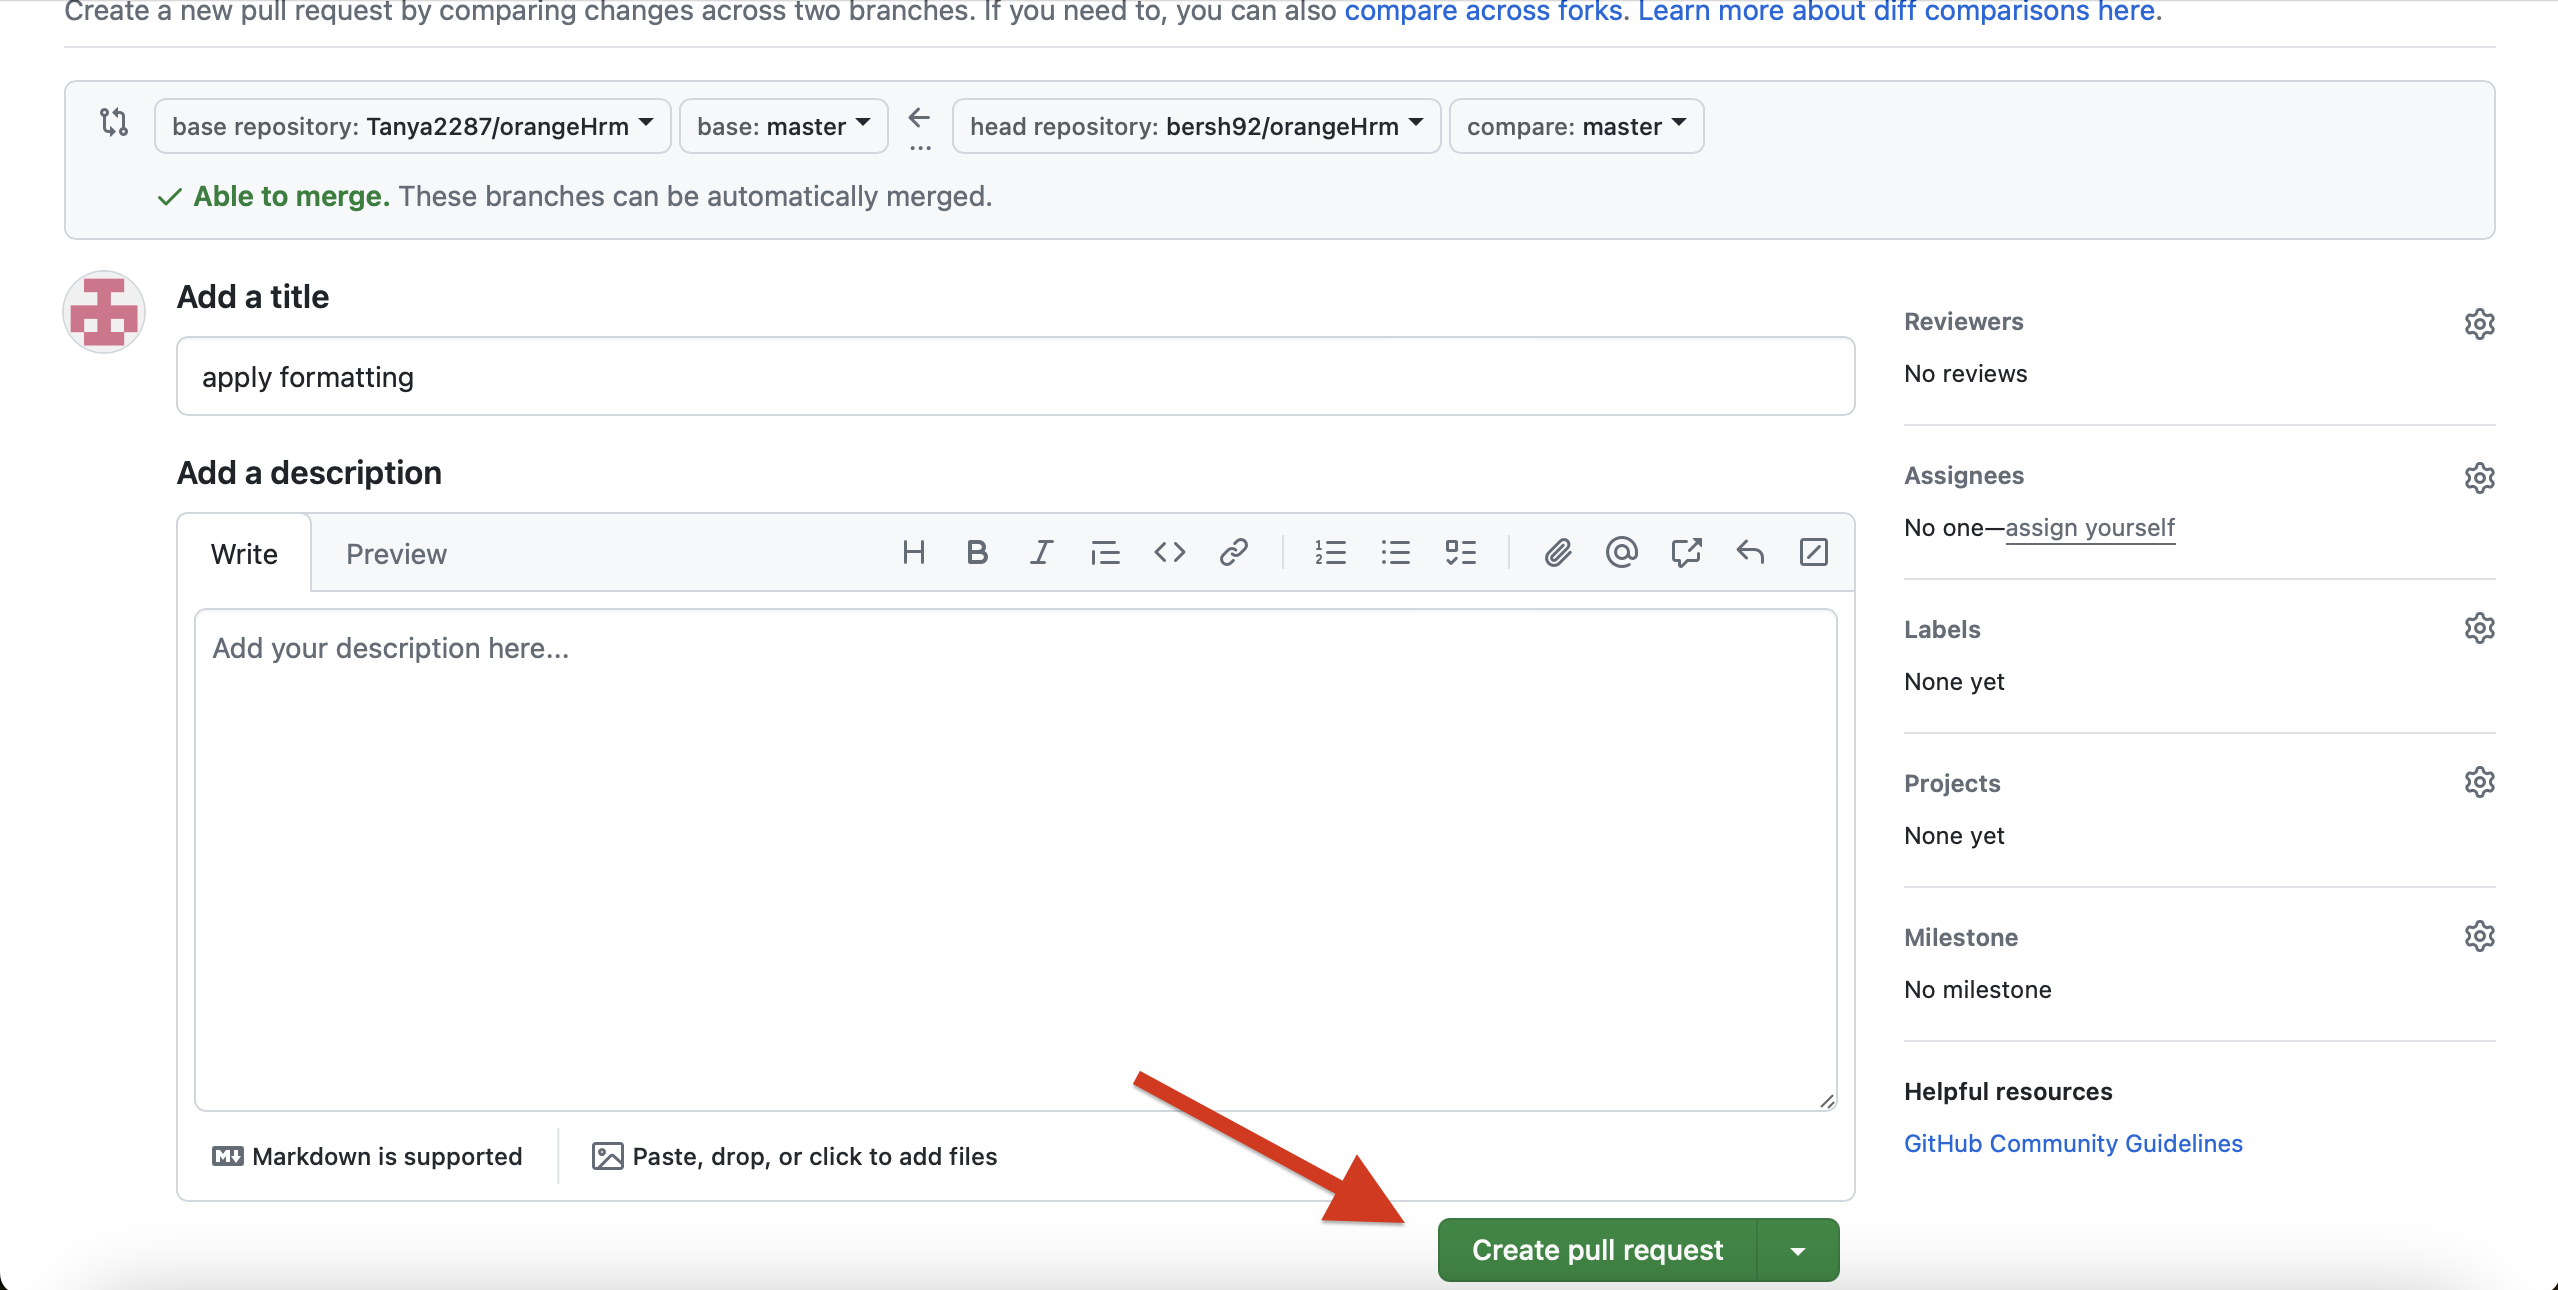 Create a new pull request by comparing changes across two branches. If you need to, you can also compare across forks. Learn more about diff comparisons here.
base repository: Tanya2287/orangeHrm base: master ... head repository: bersh92/orangeHrm compare: master
Able to merge. These branches can be automatically merged.
Add a title
apply formatting
Add a description
Write Preview
Add your description here...
Markdown is supported Paste, drop, or click to add files
Create pull request
Reviewers
No reviews
Assignees
No one—assign yourself
Labels
None yet
Projects
None yet
Milestone
No milestone
Helpful resources
GitHub Community Guidelines